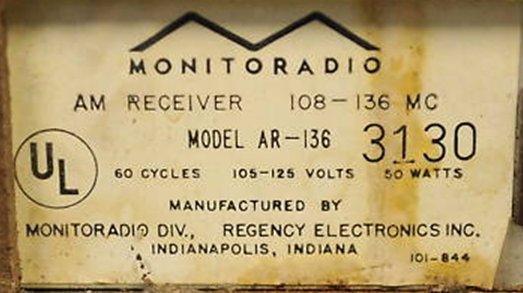 MONITORADIO
AM RECEIVER 108-136 MC
MODEL AR-136 3130
UL
60 CYCLES 105-125 VOLTS 50 WATTS
MANUFACTURED BY
MONITORADIO DIV., REGENCY ELECTRONICS INC.
INDIANAPOLIS, INDIANA
101-844